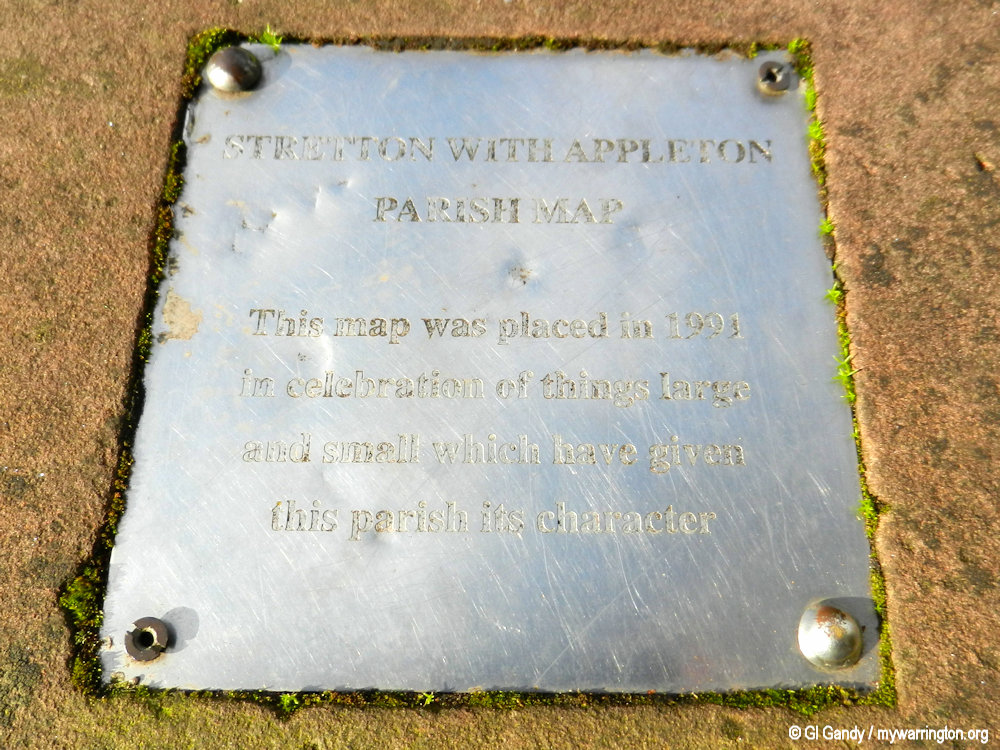 STRETTON WITH APPLETON
PARISH MAP
This map was placed in 1991
in celebration of things large
and small which have given
this parish its character
© GI Gandy / mywarrington.org